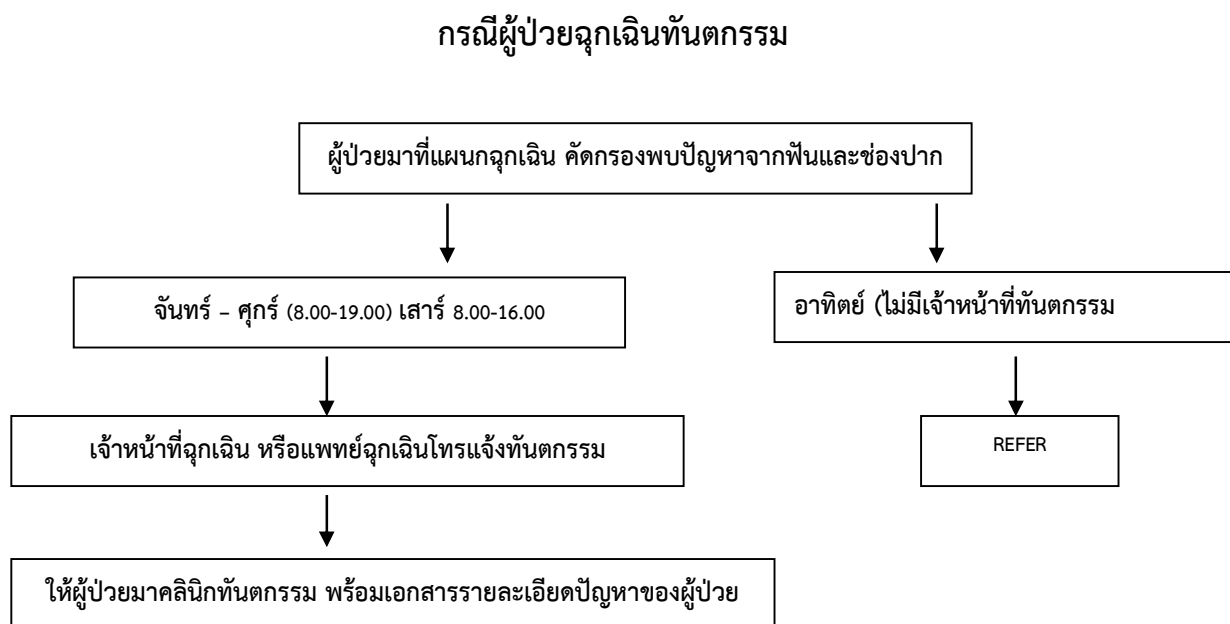 กรณีผู้ป่วยฉุกเฉินทันตกรรม
ผู้ป่วยมาที่แผนกฉุกเฉิน คัดกรองพบปัญหาจากฟันและช่องปาก
จันทร์ – ศุกร์ (8.00-19.00) เสาร์ 8.00-16.00
อาทิตย์ (ไม่มีเจ้าหน้าที่ทันตกรรม
เจ้าหน้าที่ฉุกเฉิน หรือแพทย์ฉุกเฉินโทรแจ้งทันตกรรม
REFER
ให้ผู้ป่วยมาคลินิกทันตกรรม พร้อมเอกสารรายละเอียดปัญหาของผู้ป่วย